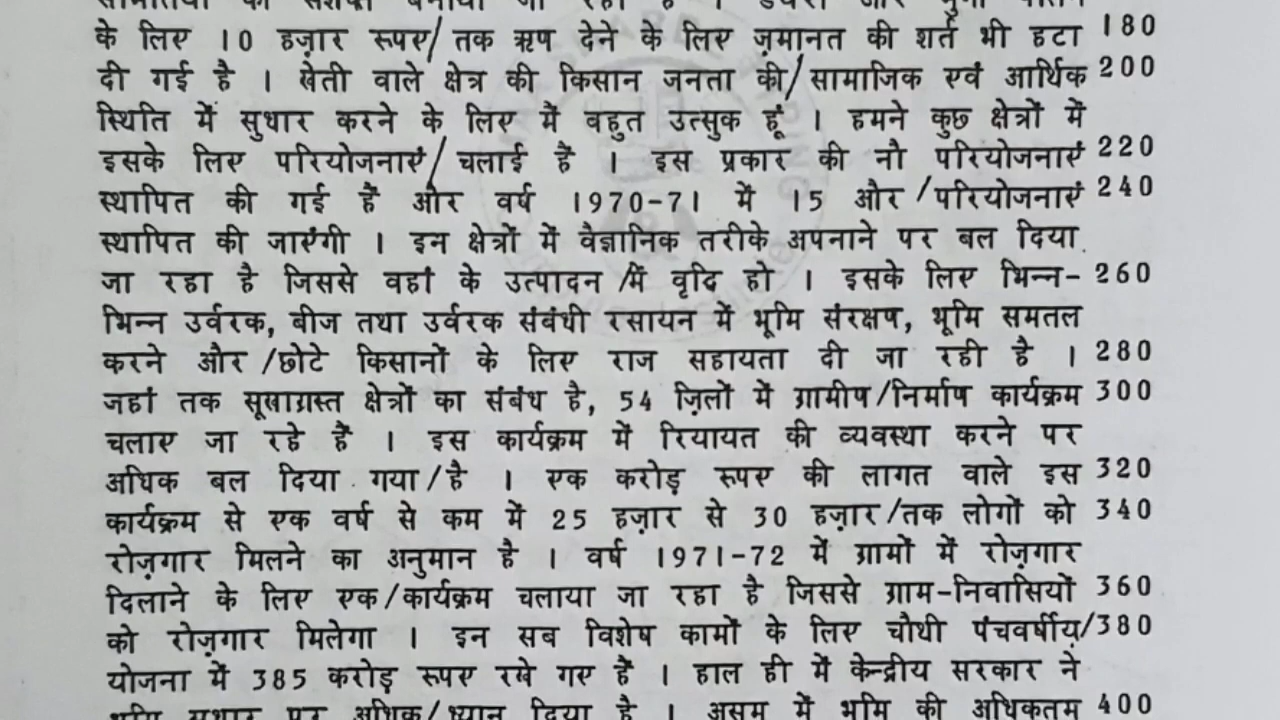 के लिए 10 हज़ार रूपए/ तक ऋण देने के लिए ज़मानत की शर्त भी हटा 180
दी गई है । खेती वाले क्षेत्र की किसान जनता की/ सामाजिक एवं आर्थिक 200
स्थिति में सुधार करने के लिए में बहुत उत्सुक हूं । हमने कुछ क्षेत्रों में
इसके लिए परियोजनाएं/ चलाई हैं । इस प्रकार की नौ परियोजनाएं 220
स्थापित की गई हैं और वर्ष 1970-71 में 15 और /परियोजनाएं 240
स्थापित की जाएंगी । इन क्षेत्रों में वैज्ञानिक तरीके अपनाने पर बल दिया
जा रहा है जिससे वहां के उत्पादन /में वृद्धि हो । इसके लिए भिन्न- 260
भिन्न उर्वरक, बीज तथा उर्वरक संबंधी रसायन में भूमि संरक्षण, भूमि समतल
करने और /छोटे किसानों के लिए राज सहायता दी जा रही है । 280
जहां तक सूखाग्रस्त क्षेत्रों का संबंध है, 54 ज़िलों में ग्रामीण/निर्माण कार्यक्रम 300
चलाए जा रहे हैं । इस कार्यक्रम में रियायत की व्यवस्था करने पर
अधिक बल दिया गया/है । एक करोड़ रूपए की लागत वाले इस 320
कार्यक्रम से एक वर्ष से कम में 25 हज़ार से 30 हज़ार/तक लोगों को 340
रोज़गार मिलने का अनुमान है । वर्ष 1971-72 में ग्रामों में रोज़गार
दिलाने के लिए एक/कार्यक्रम चलाया जा रहा है जिससे ग्राम-निवासियों 360
को रोज़गार मिलेगा । इन सब विशेष कामों के लिए चौथी पंचवर्षीय/380
योजना में 385 करोड़ रूपए रखे गए हैं । हाल ही में केन्द्रीय सरकार ने
भूमि सुधार पर अधिक/ध्यान दिया है । असम में भूमि की अधिकतम 400